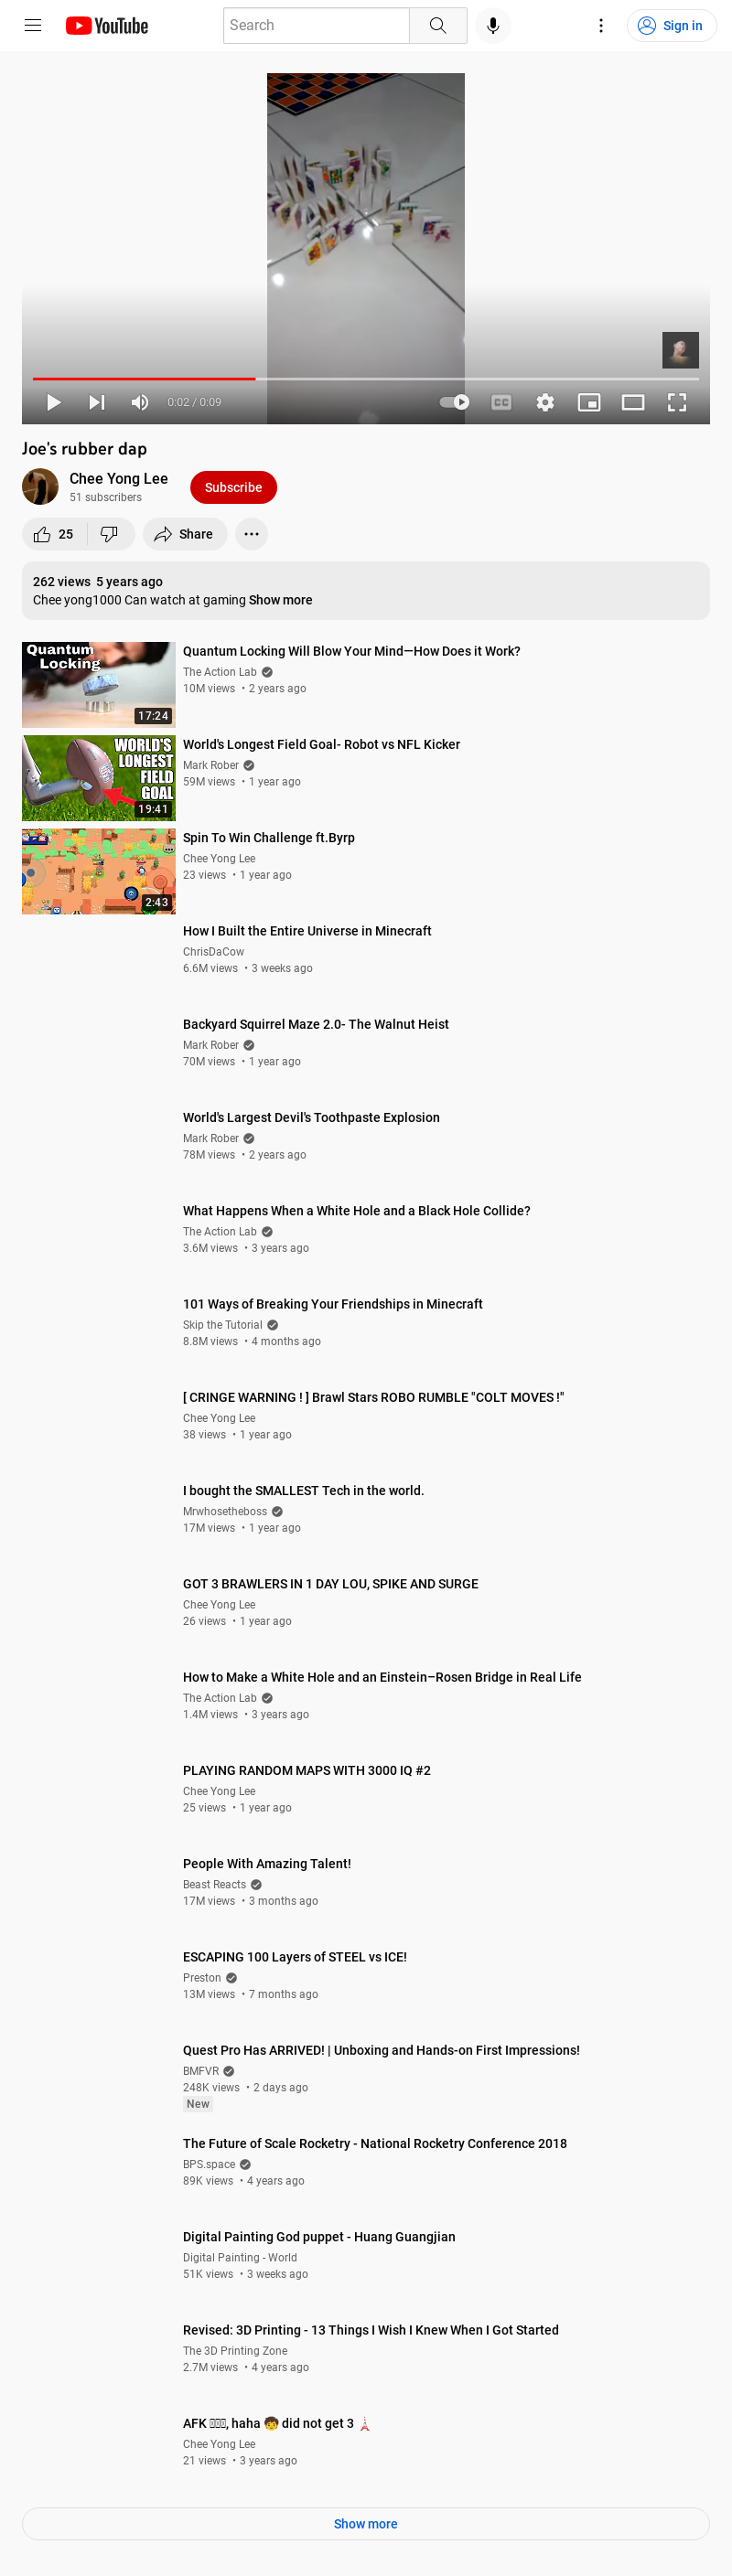 YouTube
Search
Sign in
0:02 / 0:09
CC
Joe's rubber dap
Chee Yong Lee
51 subscribers
Subscribe
25
Share
262 views 5 years ago
Chee yong1000 Can watch at gaming Show more
Quantum Locking
17:24
Quantum Locking Will Blow Your Mind—How Does it Work?
The Action Lab
10M views • 2 years ago
WORLD'S
LONGEST
FIELD
GOAL
19:41
World's Longest Field Goal- Robot vs NFL Kicker
Mark Rober
59M views • 1 year ago
2:43
Spin To Win Challenge ft.Byrp
Chee Yong Lee
23 views • 1 year ago
How I Built the Entire Universe in Minecraft
ChrisDaCow
6.6M views • 3 weeks ago
Backyard Squirrel Maze 2.0- The Walnut Heist
Mark Rober
70M views • 1 year ago
World's Largest Devil's Toothpaste Explosion
Mark Rober
78M views • 2 years ago
What Happens When a White Hole and a Black Hole Collide?
The Action Lab
3.6M views • 3 years ago
101 Ways of Breaking Your Friendships in Minecraft
Skip the Tutorial
8.8M views • 4 months ago
[ CRINGE WARNING ! ] Brawl Stars ROBO RUMBLE "COLT MOVES !"
Chee Yong Lee
38 views • 1 year ago
I bought the SMALLEST Tech in the world.
Mrwhosetheboss
17M views • 1 year ago
GOT 3 BRAWLERS IN 1 DAY LOU, SPIKE AND SURGE
Chee Yong Lee
26 views • 1 year ago
How to Make a White Hole and an Einstein–Rosen Bridge in Real Life
The Action Lab
1.4M views • 3 years ago
PLAYING RANDOM MAPS WITH 3000 IQ #2
Chee Yong Lee
25 views • 1 year ago
People With Amazing Talent!
Beast Reacts
17M views • 3 months ago
ESCAPING 100 Layers of STEEL vs ICE!
Preston
13M views • 7 months ago
Quest Pro Has ARRIVED! | Unboxing and Hands-on First Impressions!
BMFVR
248K views • 2 days ago
New
The Future of Scale Rocketry - National Rocketry Conference 2018
BPS.space
89K views • 4 years ago
Digital Painting God puppet - Huang Guangjian
Digital Painting - World
51K views • 3 weeks ago
Revised: 3D Printing - 13 Things I Wish I Knew When I Got Started
The 3D Printing Zone
2.7M views • 4 years ago
AFK , haha 🧒 did not get 3 🗼
Chee Yong Lee
21 views • 3 years ago
Show more